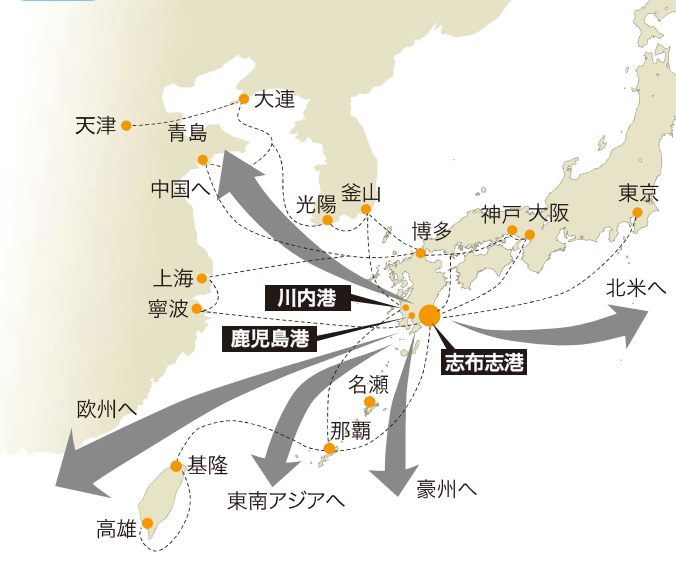 大連
天津
青島
中国へ
光陽
釜山
東京
神戸
大阪
博多
上海
寧波
川内港
北米へ
鹿児島港
志布志港
名瀬
欧州へ
那覇
基隆
東南アジアへ
豪州へ
高雄